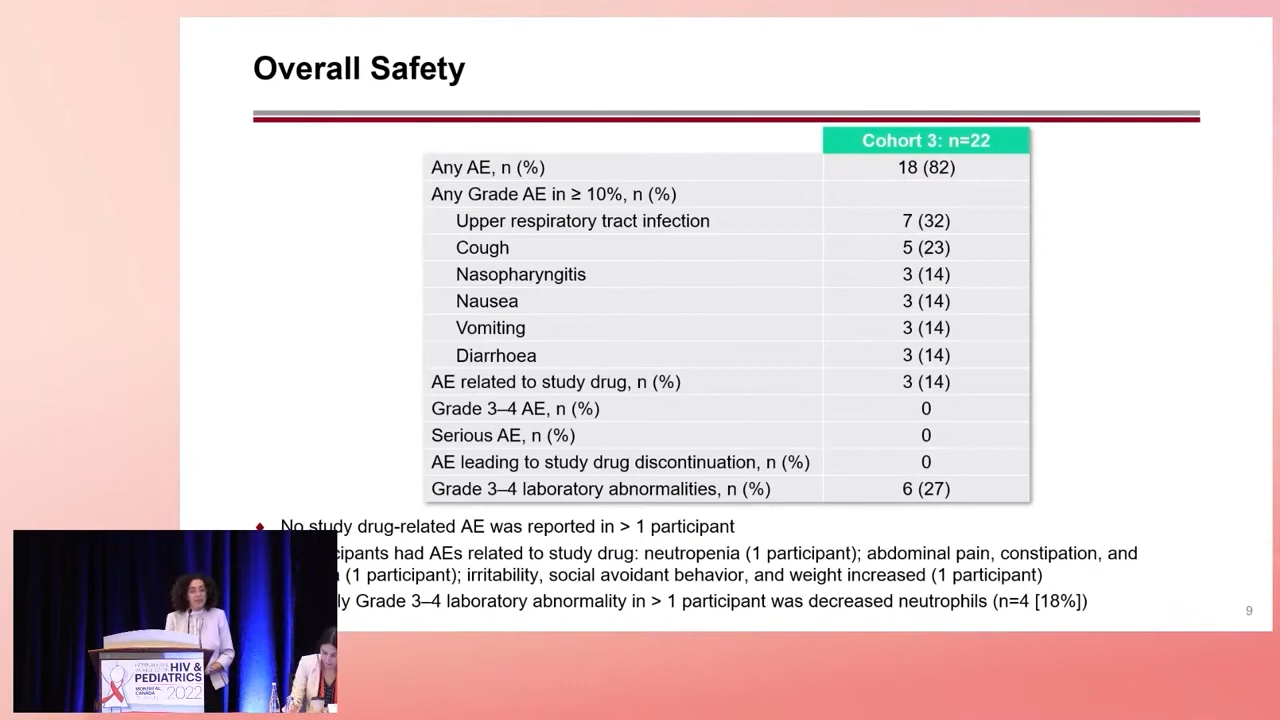 Overall Safety
Cohort 3: n=22
Any AE, n (%) 18 (82)
Any Grade AE in ≥ 10%, n (%)
Upper respiratory tract infection 7 (32)
Cough 5 (23)
Nasopharyngitis 3 (14)
Nausea 3 (14)
Vomiting 3 (14)
Diarrhoea 3 (14)
AE related to study drug, n (%) 3 (14)
Grade 3–4 AE, n (%) 0
Serious AE, n (%) 0
AE leading to study drug discontinuation, n (%) 0
Grade 3–4 laboratory abnormalities, n (%) 6 (27)
No study drug-related AE was reported in > 1 participant
had AEs related to study drug: neutropenia (1 participant); abdominal pain, constipation, and
(1 participant); irritability, social avoidant behavior, and weight increased (1 participant)
Grade 3–4 laboratory abnormality in > 1 participant was decreased neutrophils (n=4 [18%])
9
HIV &
PEDIATRICS
MONTREAL,
CANADA
2022